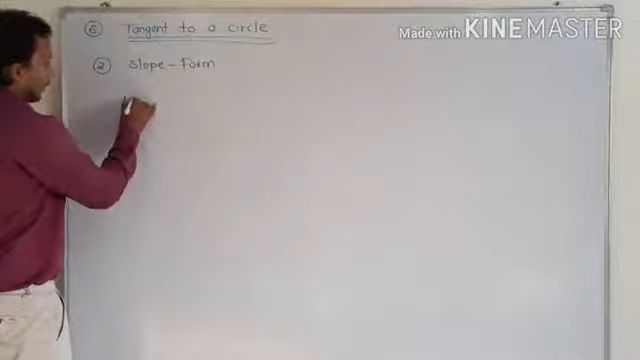 ⑥ Tangent to a circle
② Slope - form
Made with KINEMASTER